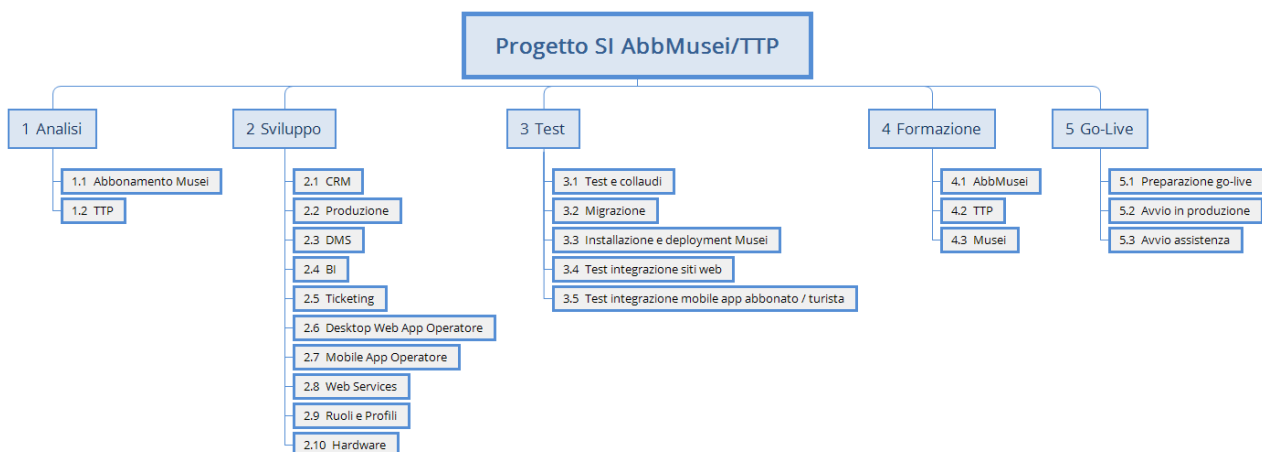 Progetto SI AbbMusei/TTP
1 Analisi
1.1 Abbonamento Musei
1.2 TTP
2 Sviluppo
2.1 CRM
2.2 Produzione
2.3 DMS
2.4 BI
2.5 Ticketing
2.6 Desktop Web App Operatore
2.7 Mobile App Operatore
2.8 Web Services
2.9 Ruoli e Profili
2.10 Hardware
3 Test
3.1 Test e collaudi
3.2 Migrazione
3.3 Installazione e deployment Musei
3.4 Test integrazione siti web
3.5 Test integrazione mobile app abbonato / turista
4 Formazione
4.1 AbbMusei
4.2 TTP
4.3 Musei
5 Go-Live
5.1 Preparazione go-live
5.2 Avvio in produzione
5.3 Avvio assistenza